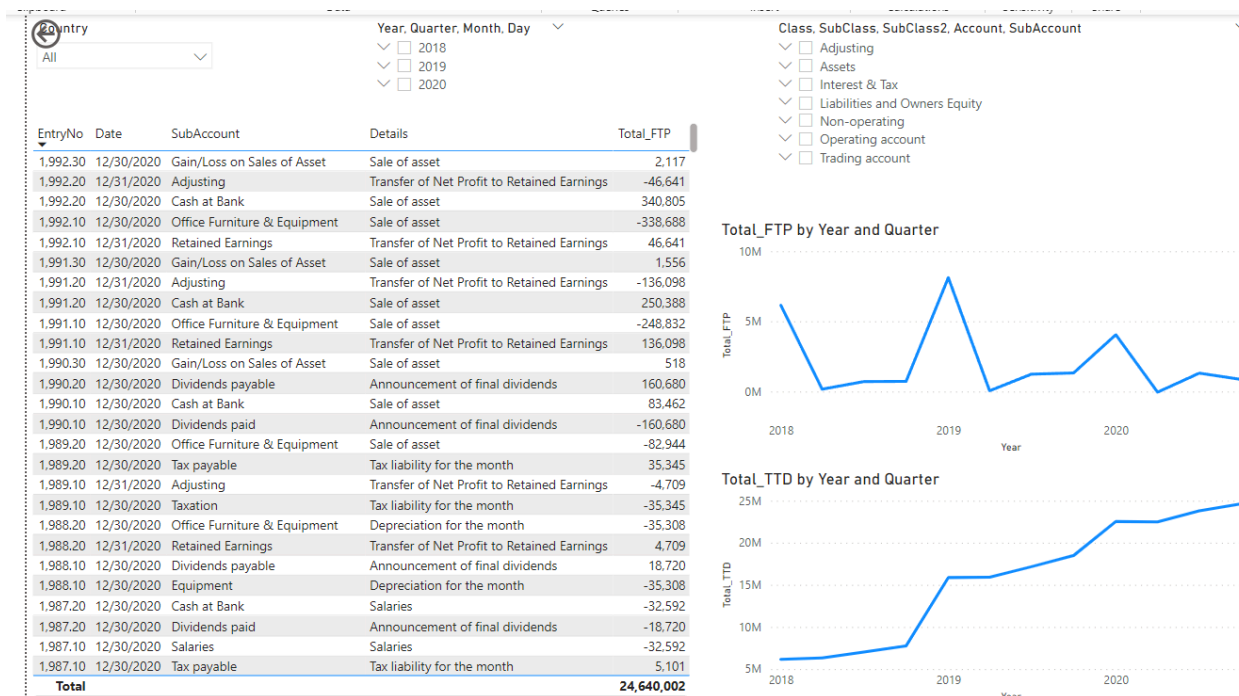 Country
All
Year, Quarter, Month, Day
2018
2019
2020
Class, SubClass, SubClass2, Account, SubAccount
Adjusting
Assets
Interest & Tax
Liabilities and Owners Equity
Non-operating
Operating account
Trading account
EntryNo Date SubAccount Details Total_FTP
1,992.30 12/30/2020 Gain/Loss on Sales of Asset Sale of asset 2,117
1,992.20 12/31/2020 Adjusting Transfer of Net Profit to Retained Earnings -46,641
1,992.20 12/30/2020 Cash at Bank Sale of asset 340,805
1,992.10 12/30/2020 Office Furniture & Equipment Sale of asset -338,688
1,992.10 12/31/2020 Retained Earnings Transfer of Net Profit to Retained Earnings 46,641
1,991.30 12/30/2020 Gain/Loss on Sales of Asset Sale of asset 1,556
1,991.20 12/31/2020 Adjusting Transfer of Net Profit to Retained Earnings -136,098
1,991.20 12/30/2020 Cash at Bank Sale of asset 250,388
1,991.10 12/30/2020 Office Furniture & Equipment Sale of asset -248,832
1,991.10 12/31/2020 Retained Earnings Transfer of Net Profit to Retained Earnings 136,098
1,990.30 12/30/2020 Gain/Loss on Sales of Asset Sale of asset 518
1,990.20 12/30/2020 Dividends payable Announcement of final dividends 160,680
1,990.10 12/30/2020 Cash at Bank Sale of asset 83,462
1,990.10 12/30/2020 Dividends paid Announcement of final dividends -160,680
1,989.20 12/30/2020 Office Furniture & Equipment Sale of asset -82,944
1,989.20 12/30/2020 Tax payable Tax liability for the month 35,345
1,989.10 12/31/2020 Adjusting Transfer of Net Profit to Retained Earnings -4,709
1,989.10 12/30/2020 Taxation Tax liability for the month -35,345
1,988.20 12/30/2020 Office Furniture & Equipment Depreciation for the month -35,308
1,988.20 12/31/2020 Retained Earnings Transfer of Net Profit to Retained Earnings 4,709
1,988.10 12/30/2020 Dividends payable Announcement of final dividends 18,720
1,988.10 12/30/2020 Equipment Depreciation for the month -35,308
1,987.20 12/30/2020 Cash at Bank Salaries -32,592
1,987.20 12/30/2020 Dividends paid Announcement of final dividends -18,720
1,987.10 12/30/2020 Salaries Salaries -32,592
1,987.10 12/30/2020 Tax payable Tax liability for the month 5,101
Total 24,640,002
Total_FTP by Year and Quarter
10M
5M
0M
Total_FTP
2018 2019 2020
Year
Total_TTD by Year and Quarter
25M
20M
15M
10M
5M
Total_TTD
2018 2019 2020